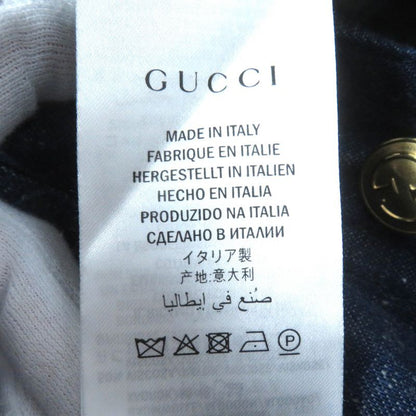 GUCCI
MADE IN ITALY
FABRIQUE EN ITALIE
HERGESTELLT IN ITALIEN
HECHO EN ITALIA
PRODUZIDO NA ITALIA
СДЕЛАНО В ИТАЛИИ
イタリア製
产地:意大利
صُنع في إيطاليا
P